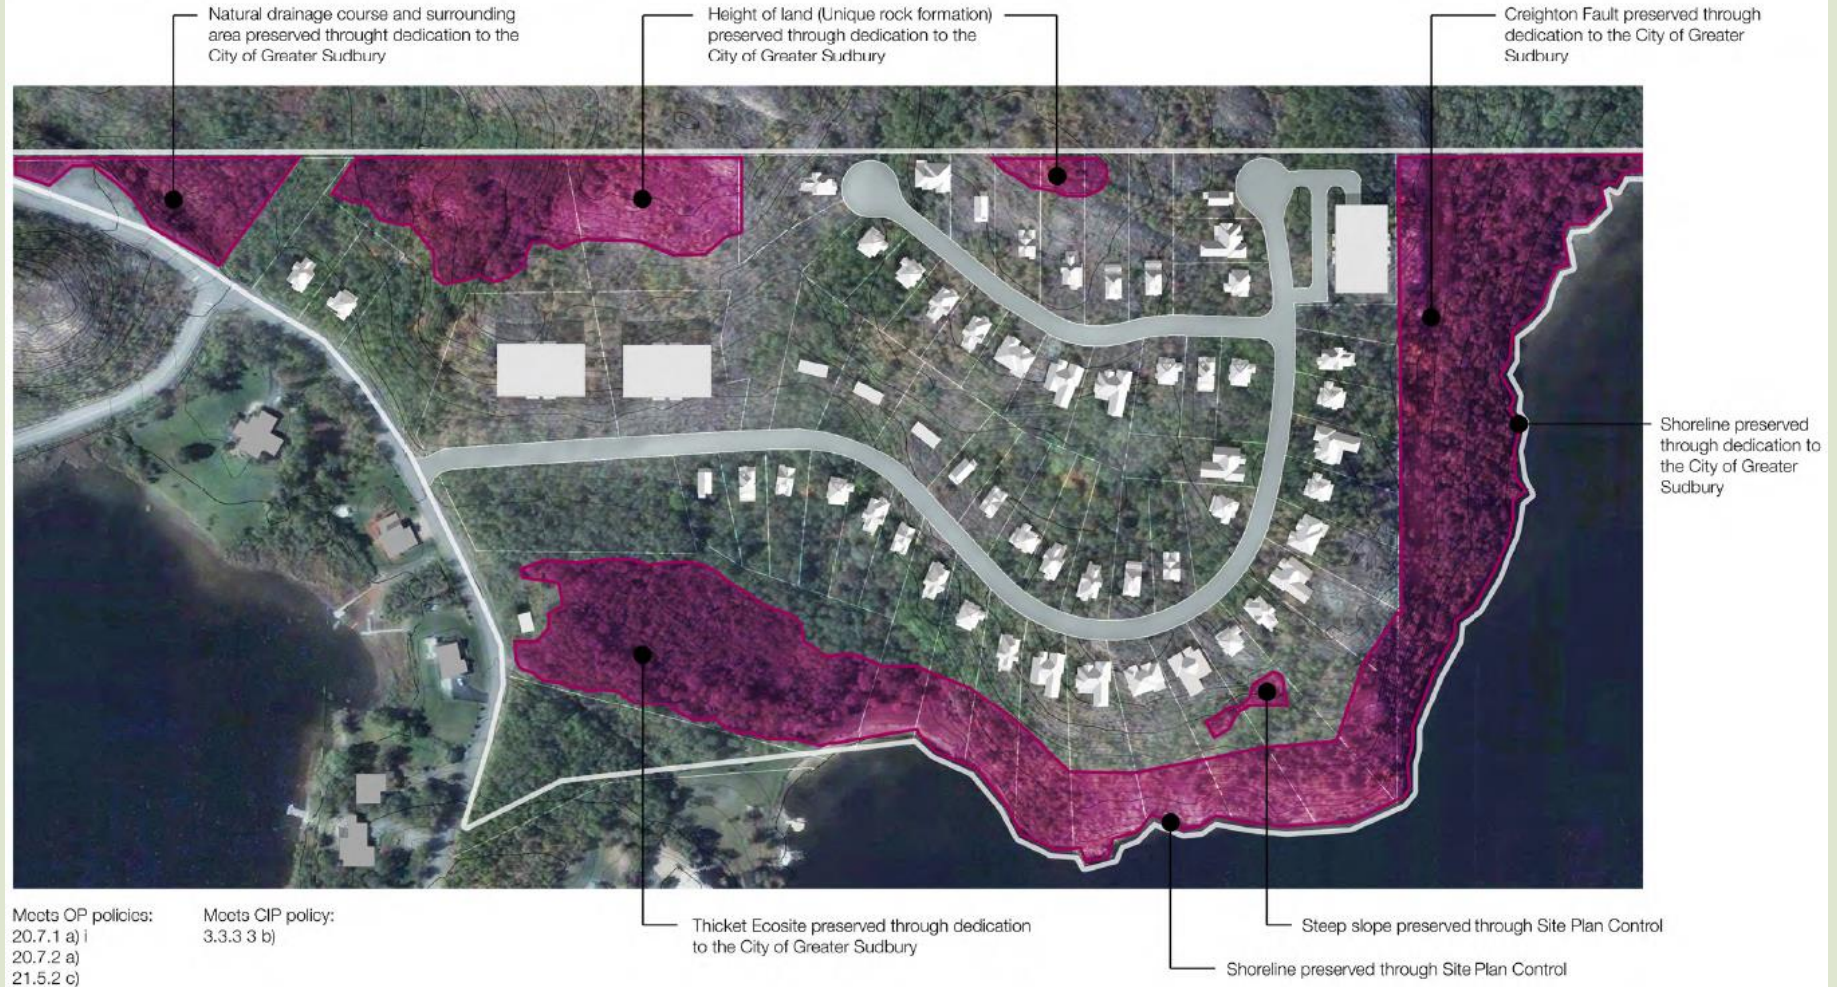 Natural drainage course and surrounding
area preserved throught dedication to the
City of Greater Sudbury
Height of land (Unique rock formation)
preserved through dedication to the
City of Greater Sudbury
Creighton Fault preserved through
dedication to the City of Greater
Sudbury
Shoreline preserved
through dedication to
the City of Greater
Sudbury
Meets OP policies:
20.7.1 a) i
20.7.2 a)
21.5.2 c)
Meets CIP policy:
3.3.3 3 b)
Thicket Ecosite preserved through dedication
to the City of Greater Sudbury
Steep slope preserved through Site Plan Control
Shoreline preserved through Site Plan Control